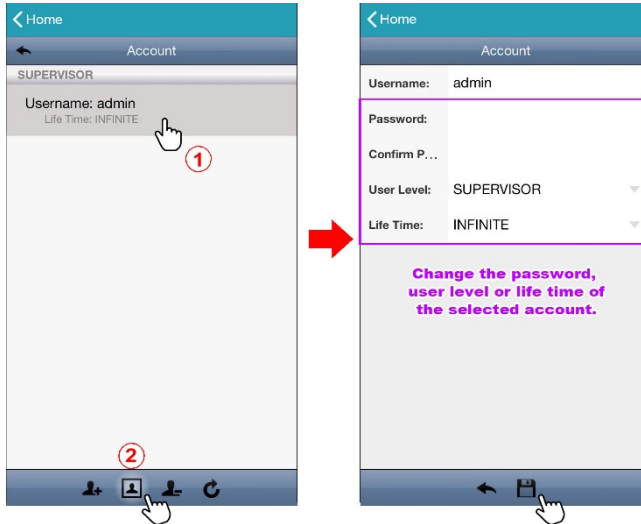 Home
Account
SUPERVISOR
Username: admin
Life Time: INFINITE
1
2
Home
Account
Username: admin
Password:
Confirm P...
User Level: SUPERVISOR
Life Time: INFINITE
Change the password,
user level or life time of
the selected account.